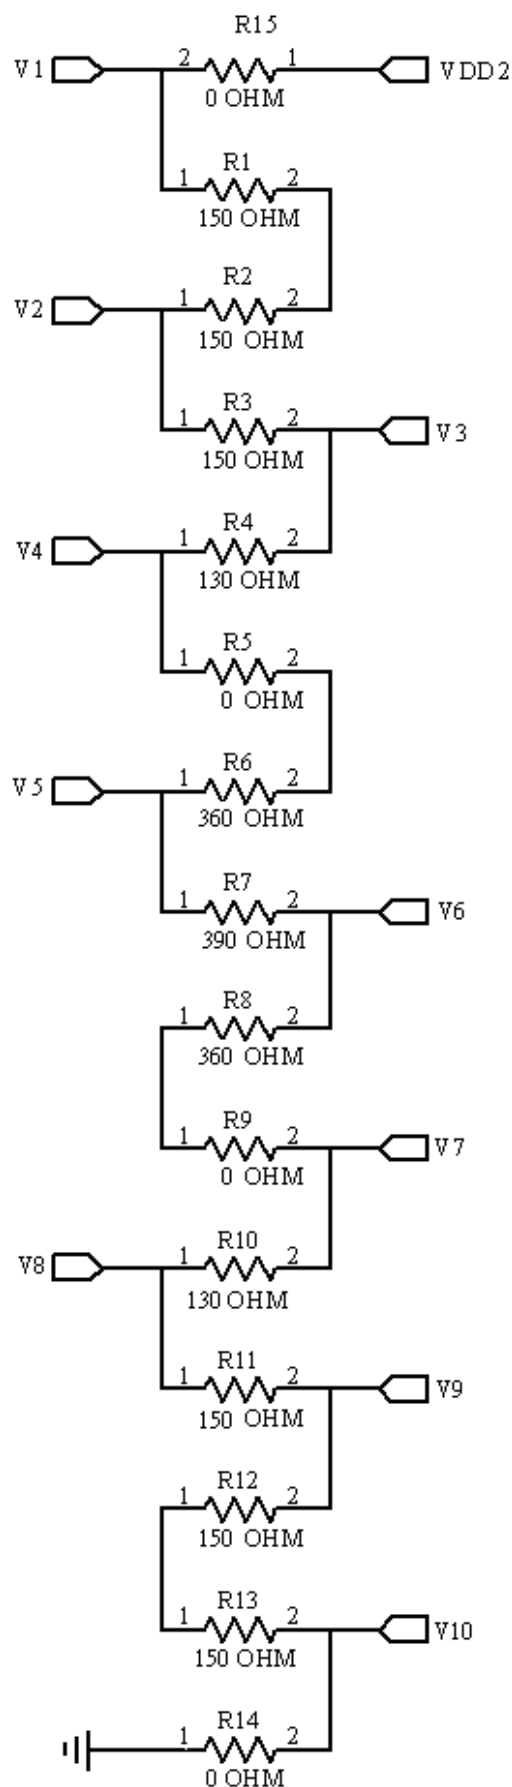 R15
V1 2 1 VDD2
0 OHM
R1
1 2
150 OHM
R2
V2 1 2
150 OHM
R3
1 2 V3
150 OHM
R4
V4 1 2
130 OHM
R5
1 2
0 OHM
R6
V5 1 2
360 OHM
R7
1 2 V6
390 OHM
R8
1 2
360 OHM
R9
1 2 V7
0 OHM
R10
V8 1 2
130 OHM
R11
1 2 V9
150 OHM
R12
1 2
150 OHM
R13
1 2 V10
150 OHM
R14
1 2
0 OHM